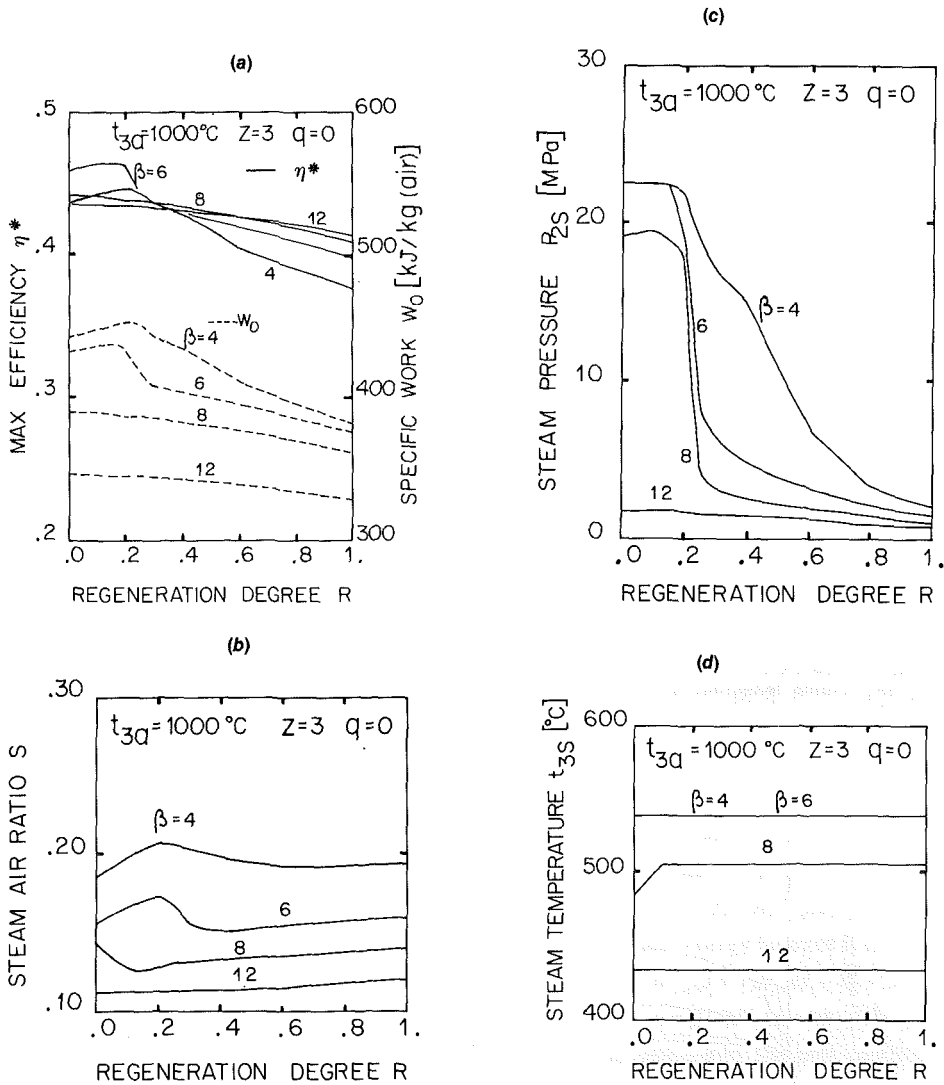 (a)
.5
.4
.3
.2
MAX EFFICIENCY η*
t3a=1000°C Z=3 q=0
β=6
η*
8
12
4
W0
β=4
6
8
12
600
500
400
300
SPECIFIC WORK W0 [kJ/kg (air)]
.0 .2 .4 .6 .8 1.
REGENERATION DEGREE R
(b)
.30
.20
.10
STEAM AIR RATIO S
t3a=1000°C Z=3 q=0
β=4
6
8
12
.0 .2 .4 .6 .8 1.
REGENERATION DEGREE R
(c)
30
20
10
0
STEAM PRESSURE P2S [MPa]
t3a=1000°C Z=3 q=0
β=4
6
8
12
.0 .2 .4 .6 .8 1.
REGENERATION DEGREE R
(d)
600
500
400
STEAM TEMPERATURE t3S [°C]
t3a=1000°C Z=3 q=0
β=4 β=6
8
12
.0 .2 .4 .6 .8 1.
REGENERATION DEGREE R